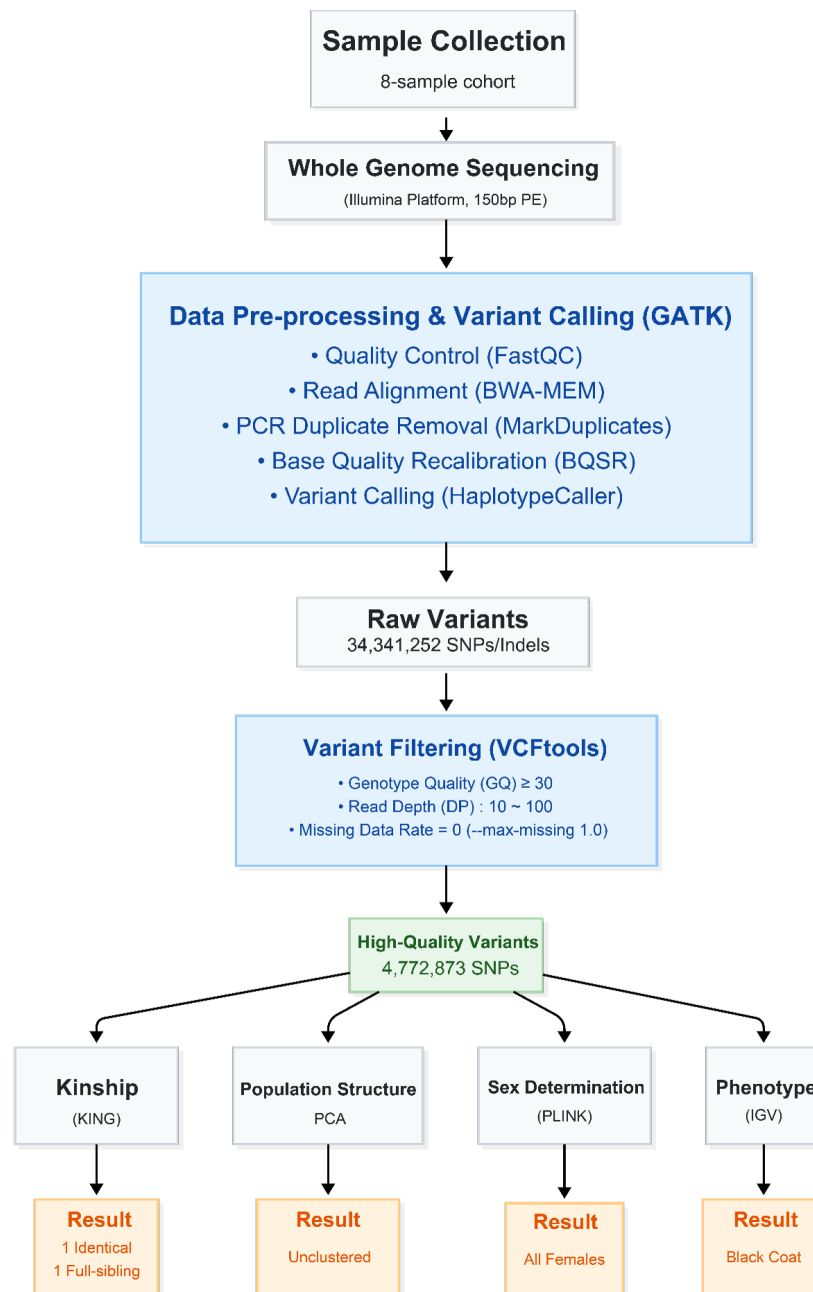 Sample Collection
8-sample cohort
Whole Genome Sequencing
(Illumina Platform, 150bp PE)
Data Pre-processing & Variant Calling (GATK)
• Quality Control (FastQC)
• Read Alignment (BWA-MEM)
• PCR Duplicate Removal (MarkDuplicates)
• Base Quality Recalibration (BQSR)
• Variant Calling (HaplotypeCaller)
Raw Variants
34,341,252 SNPs/Indels
Variant Filtering (VCFtools)
• Genotype Quality (GQ) ≥ 30
• Read Depth (DP) : 10 ~ 100
• Missing Data Rate = 0 (--max-missing 1.0)
High-Quality Variants
4,772,873 SNPs
Kinship
(KING)
Population Structure
PCA
Sex Determination
(PLINK)
Phenotype
(IGV)
Result
1 Identical
1 Full-sibling
Result
Unclustered
Result
All Females
Result
Black Coat